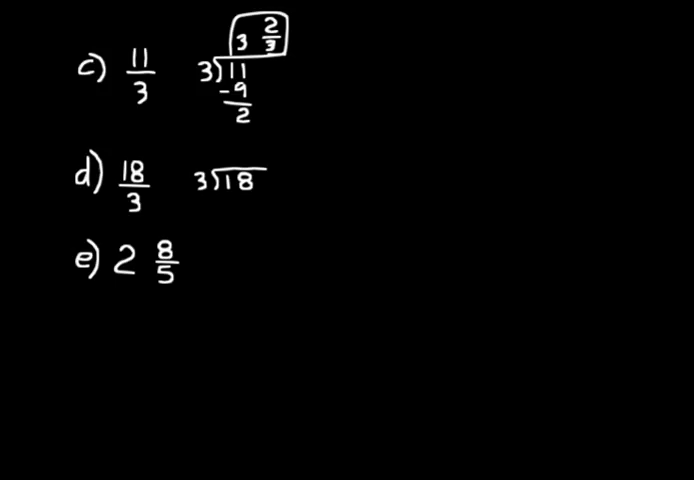 c) 11/3 3)11 3 2/3
-9
2
d) 18/3 3)18
e) 2 8/5